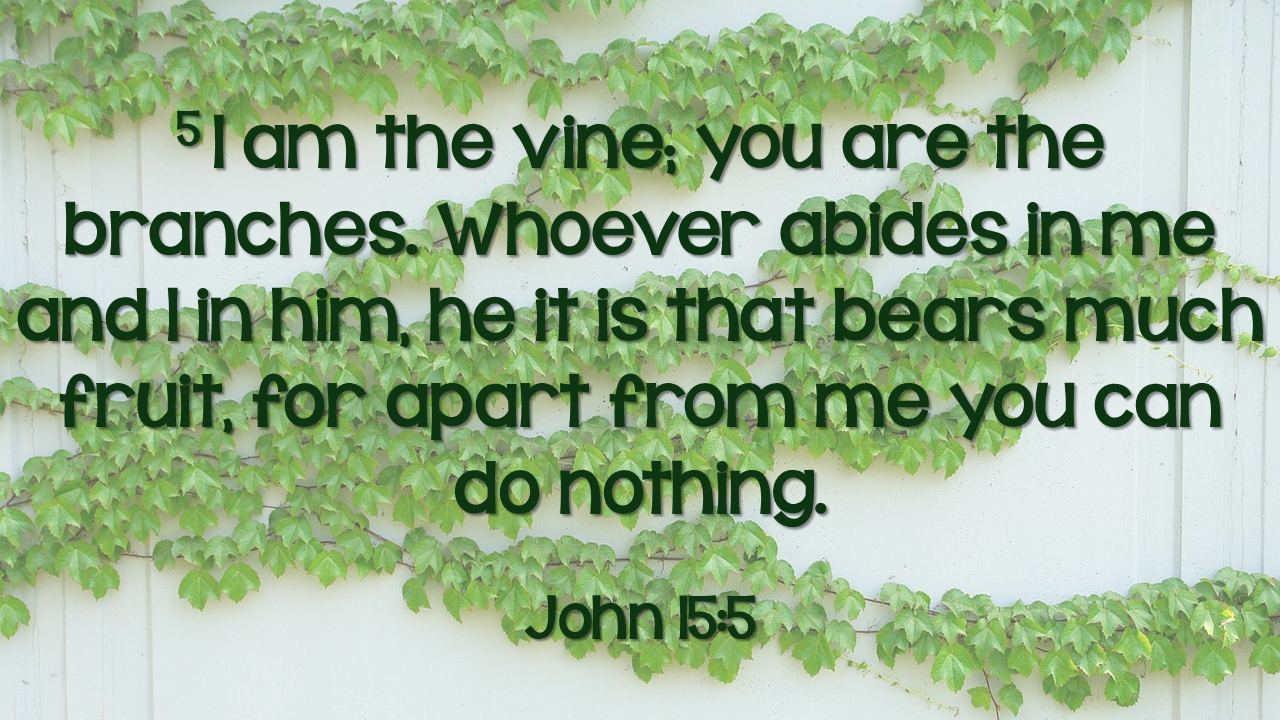 ⁵ I am the vine; you are the
branches. Whoever abides in me
and I in him, he it is that bears much
fruit, for apart from me you can
do nothing.
John 15:5